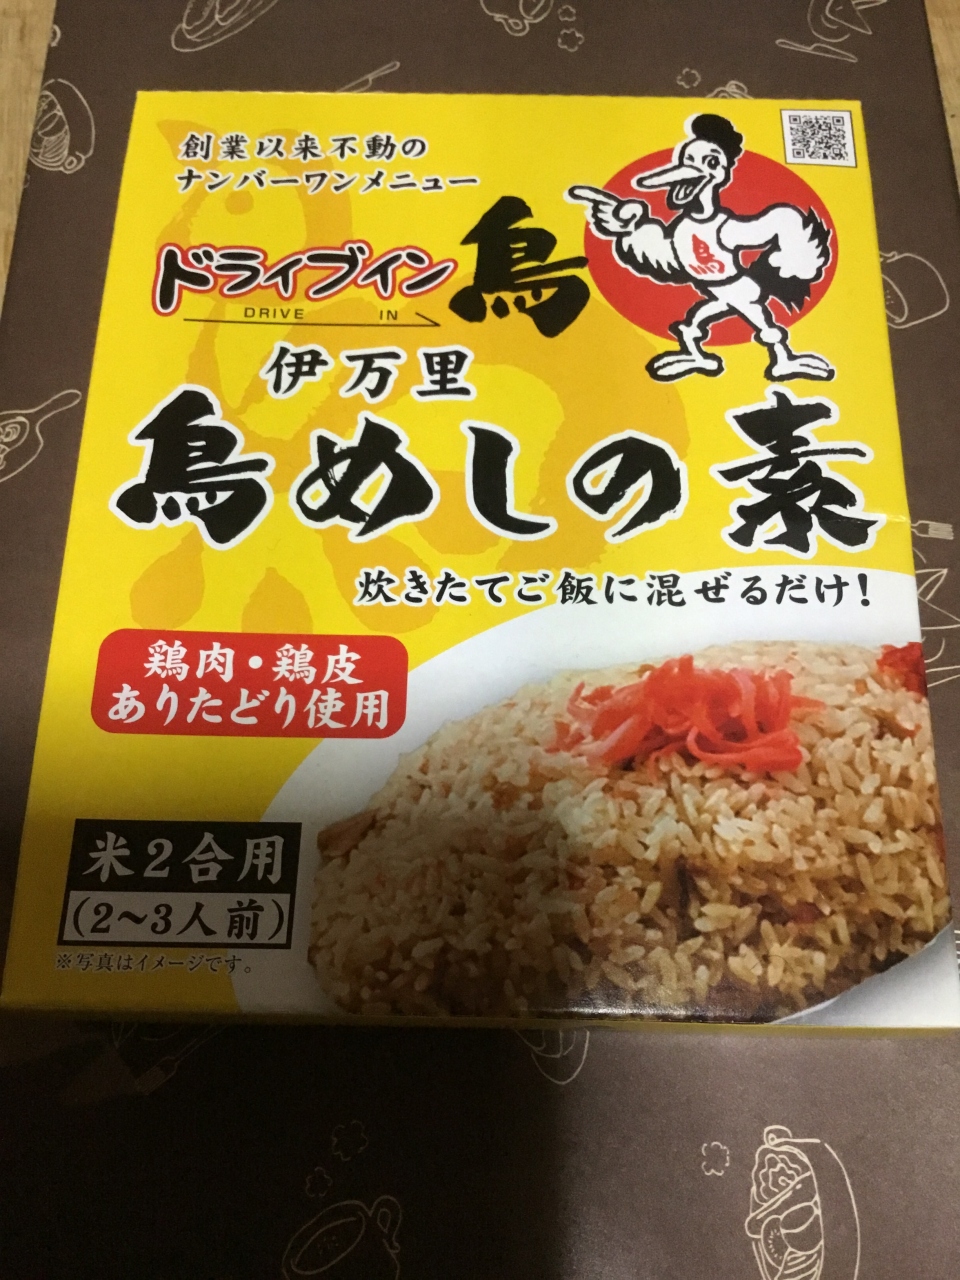 創業以来不動の
ナンバーワンメニュー
ドライブイン鳥
DRIVE IN
鳥
伊万里
鳥めしの素
炊きたてご飯に混ぜるだけ！
鶏肉・鶏皮
ありたどり使用
米2合用
(2〜3人前)
※写真はイメージです。